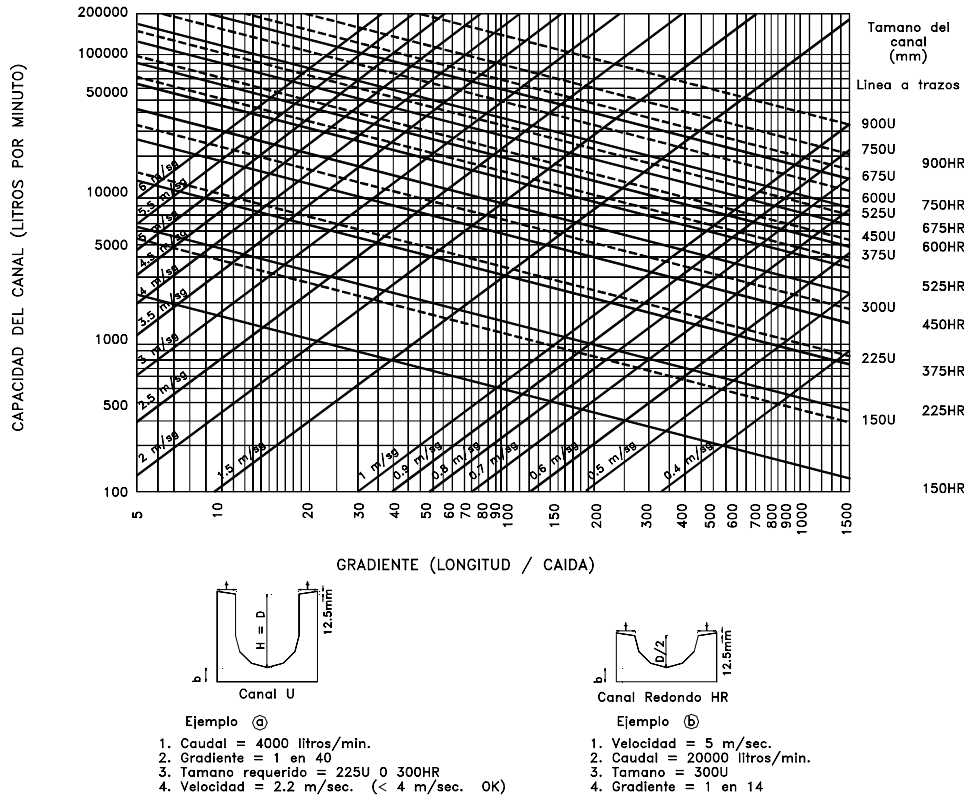 CAPACIDAD DEL CANAL (LITROS POR MINUTO)
200000
100000
50000
10000
5000
1000
500
100
6 m/sg
5.5 m/sg
4.5 m/sg
4 m/sg
3.5 m/sg
3 m/sg
2.5 m/sg
2 m/sg
1.5 m/sg
1 m/sg
0.9 m/sg
0.8 m/sg
0.7 m/sg
0.6 m/sg
0.5 m/sg
0.4 m/sg
Tamano del
canal
(mm)
Linea a trazos
900U
750U
900HR
675U
600U
750HR
525U
675HR
450U
600HR
375U
525HR
300U
450HR
225U
375HR
225HR
150U
150HR
5
10
20
30
40
50
60
70
80
90
100
150
200
300
400
500
600
700
800
900
1000
1500
GRADIENTE (LONGITUD / CAIDA)
t
t
H = D
12.5mm
b
Canal U
t
t
D/2
12.5mm
b
Canal Redondo HR
Ejemplo a
1. Caudal = 4000 litros/min.
2. Gradiente = 1 en 40
3. Tamano requerido = 225U O 300HR
4. Velocidad = 2.2 m/sec. (< 4 m/sec. OK)
Ejemplo b
1. Velocidad = 5 m/sec.
2. Caudal = 20000 litros/min.
3. Tamano = 300U
4. Gradiente = 1 en 14